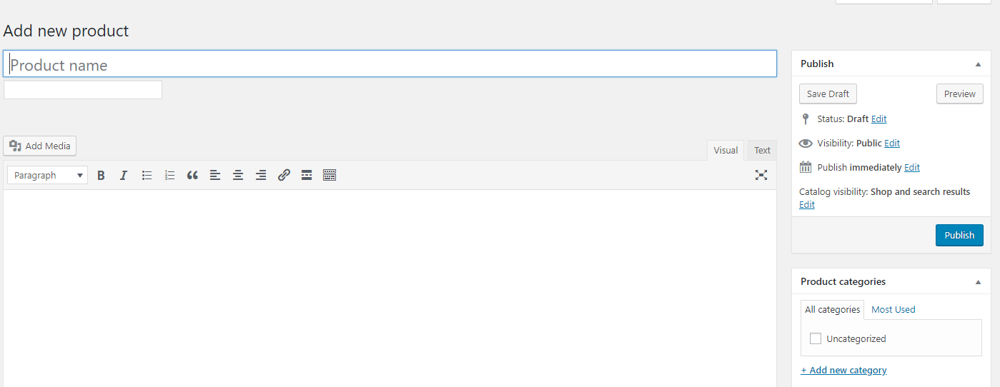 Add new product
Product name
Add Media
Visual
Text
Paragraph
B
I
Publish
Save Draft
Preview
Status: Draft Edit
Visibility: Public Edit
Publish immediately Edit
Catalog visibility: Shop and search results
Edit
Publish
Product categories
All categories
Most Used
Uncategorized
+ Add new category